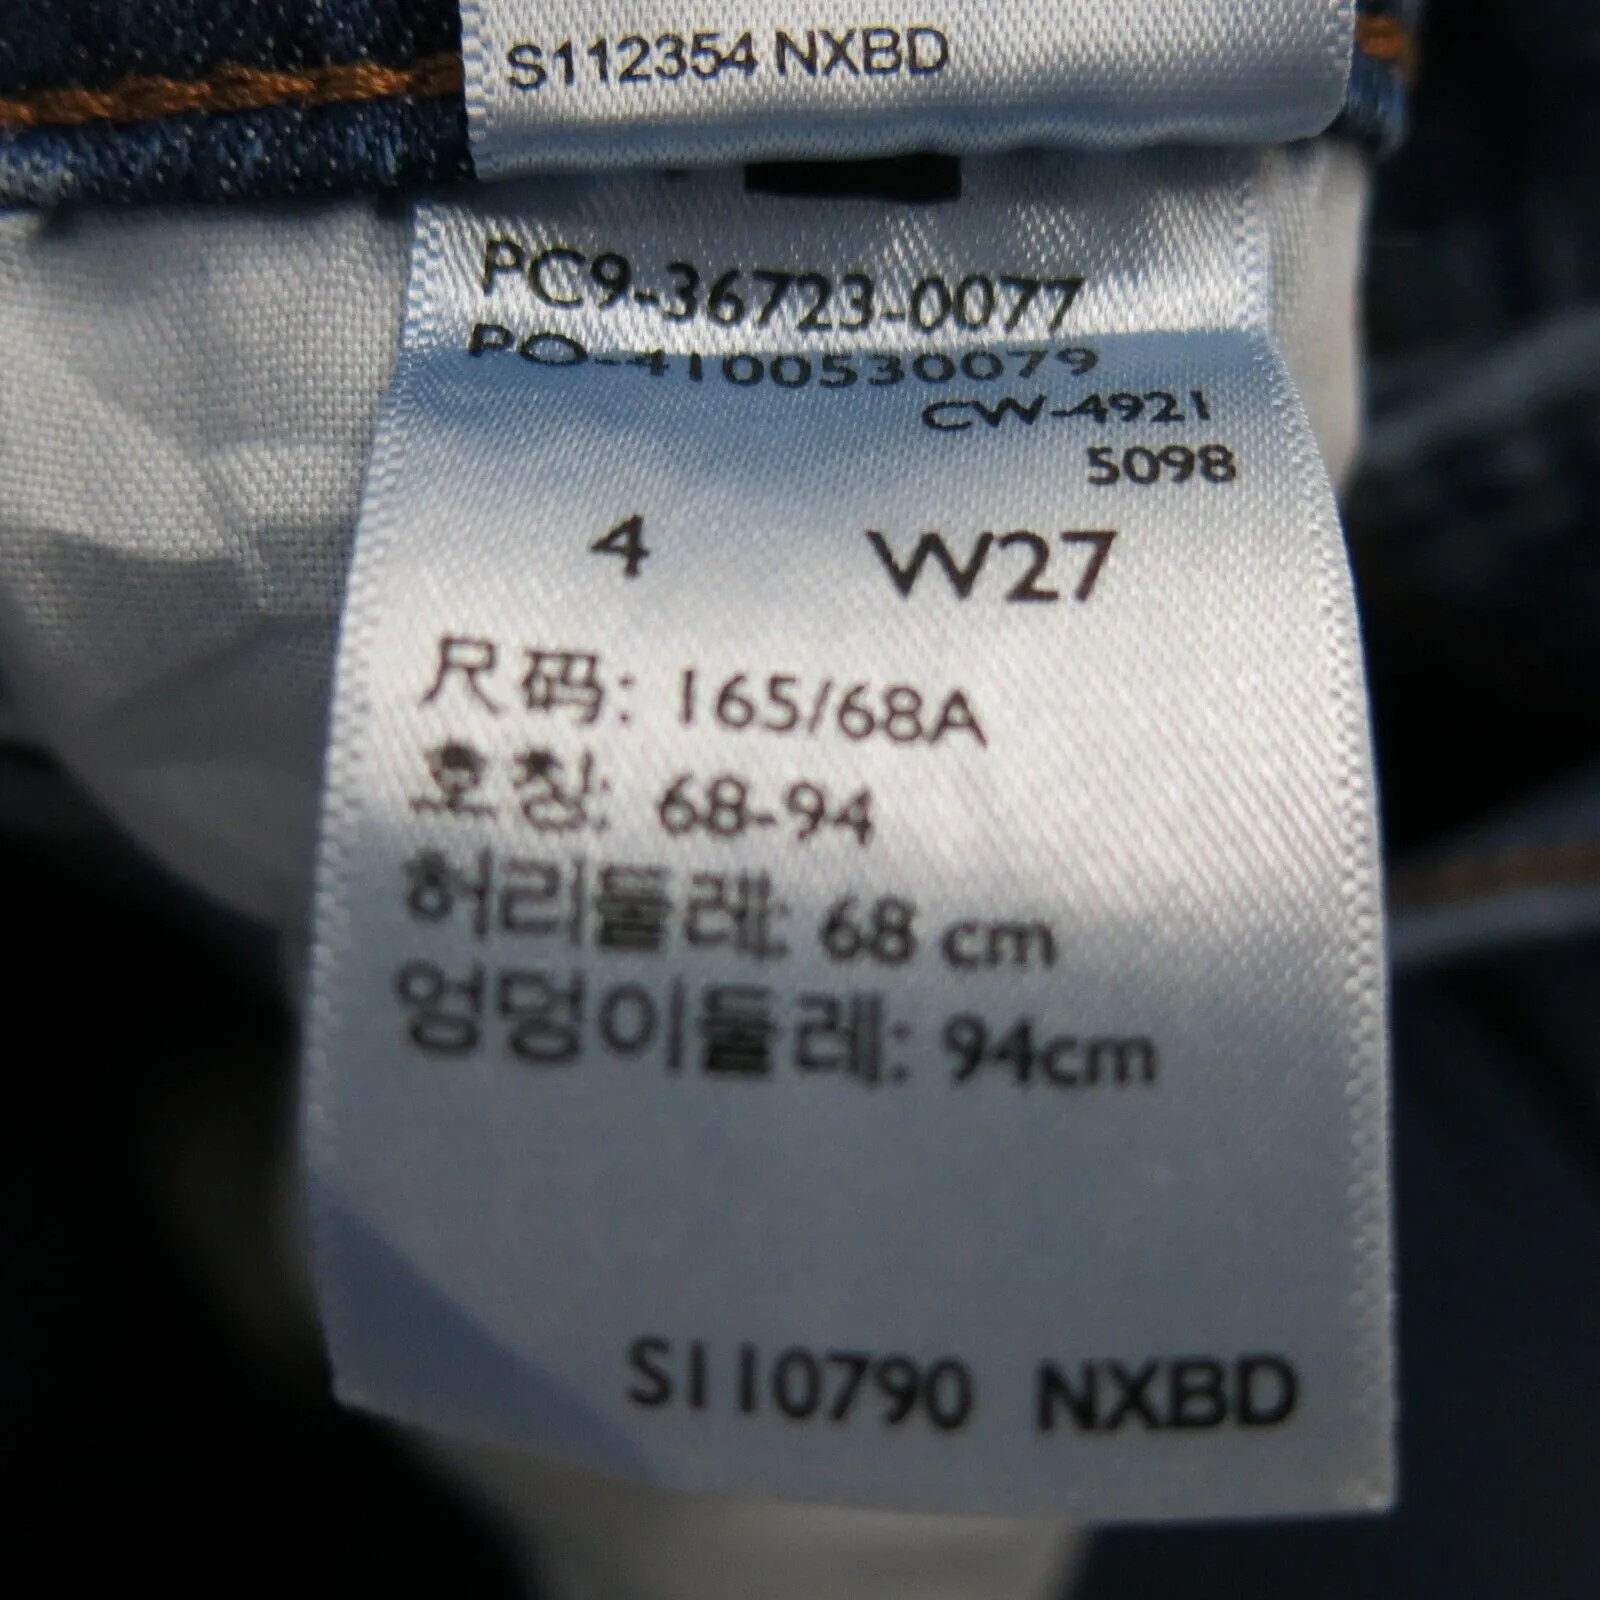 S112354 NXBD
PC9-36723-0077
PO-4100530079
CW-4921
5098
4 W27
尺码: 165/68A
호칭: 68-94
허리둘레: 68 cm
엉덩이둘레: 94cm
S110790 NXBD